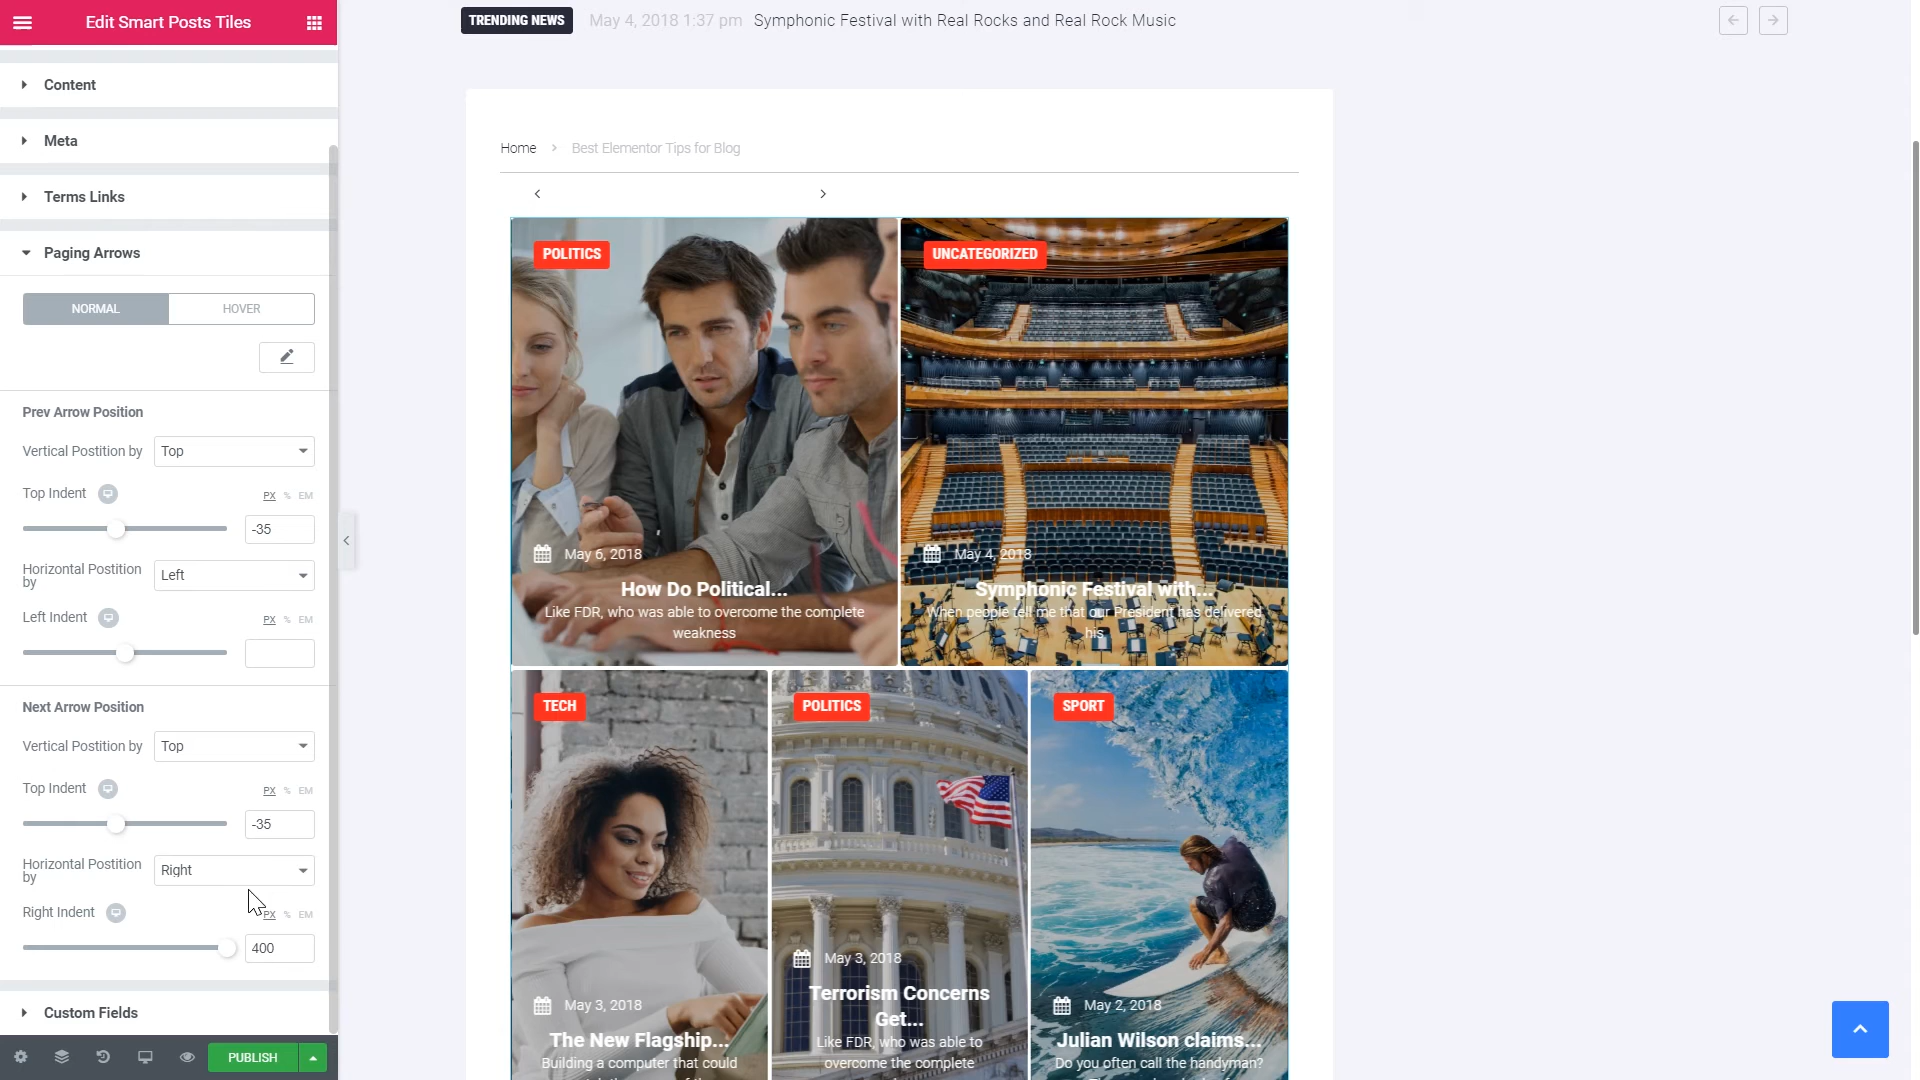 Edit Smart Posts Tiles
Content
Meta
Terms Links
Paging Arrows
NORMAL
HOVER
Prev Arrow Position
Vertical Postition by
Top
Top Indent
PX % EM
-35
Horizontal Postition
by
Left
Left Indent
PX % EM
Next Arrow Position
Vertical Postition by
Top
Top Indent
PX % EM
-35
Horizontal Postition
by
Right
Right Indent
PX % EM
400
Custom Fields
PUBLISH
TRENDING NEWS May 4, 2018 1:37 pm Symphonic Festival with Real Rocks and Real Rock Music
Home > Best Elementor Tips for Blog
POLITICS
May 6, 2018
How Do Political...
Like FDR, who was able to overcome the complete
weakness
UNCATEGORIZED
May 4, 2018
Symphonic Festival with...
When people tell me that our President has delivered
his
TECH
May 3, 2018
The New Flagship...
Building a computer that could
POLITICS
May 3, 2018
Terrorism Concerns
Get...
Like FDR, who was able to
overcome the complete
SPORT
May 2, 2018
Julian Wilson claims...
Do you often call the handyman?